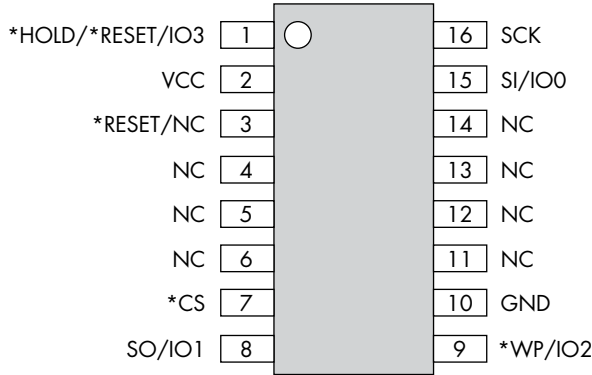 *HOLD/*RESET/IO3 1 16 SCK
VCC 2 15 SI/IO0
*RESET/NC 3 14 NC
NC 4 13 NC
NC 5 12 NC
NC 6 11 NC
*CS 7 10 GND
SO/IO1 8 9 *WP/IO2